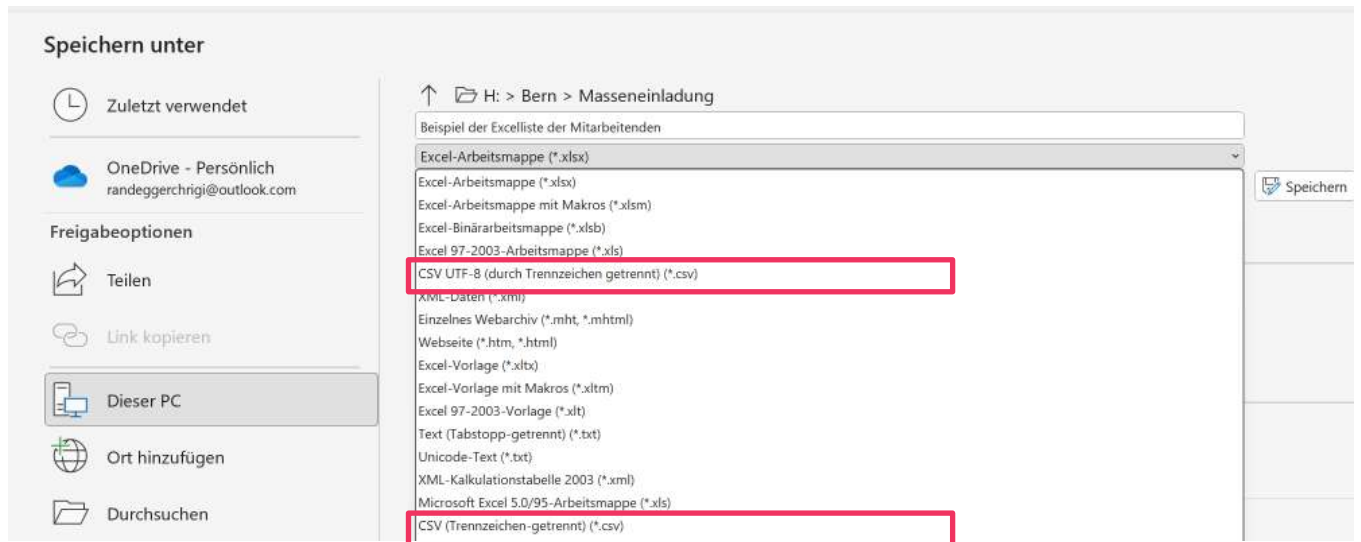 Speichern unter
Zuletzt verwendet
OneDrive - Persönlich
randeggerchrigi@outlook.com
Freigabeoptionen
Teilen
Link kopieren
Dieser PC
Ort hinzufügen
Durchsuchen
H: > Bern > Masseneinladung
Beispiel der Excelliste der Mitarbeitenden
Excel-Arbeitsmappe (*.xlsx)
Excel-Arbeitsmappe (*.xlsx)
Excel-Arbeitsmappe mit Makros (*.xlsm)
Excel-Binärarbeitsmappe (*.xlsb)
Excel 97-2003-Arbeitsmappe (*.xls)
CSV UTF-8 (durch Trennzeichen getrennt) (*.csv)
XML-Daten (*.xml)
Einzelnes Webarchiv (*.mht, *.mhtml)
Webseite (*.htm, *.html)
Excel-Vorlage (*.xltx)
Excel-Vorlage mit Makros (*.xltm)
Excel 97-2003-Vorlage (*.xlt)
Text (Tabstopp-getrennt) (*.txt)
Unicode-Text (*.txt)
XML-Kalkulationstabelle 2003 (*.xml)
Microsoft Excel 5.0/95-Arbeitsmappe (*.xls)
CSV (Trennzeichen-getrennt) (*.csv)
Speichern